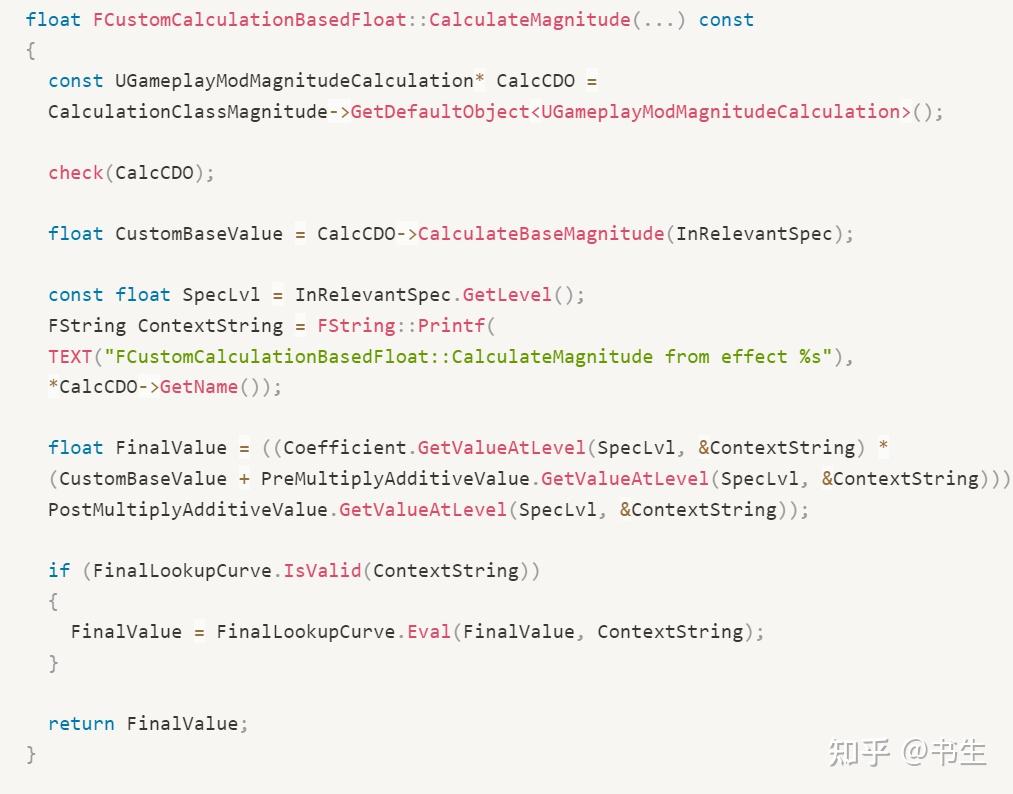 float FCustomCalculationBasedFloat::CalculateMagnitude(...) const
{
const UGameplayModMagnitudeCalculation* CalcCDO =
CalculationClassMagnitude->GetDefaultObject<UGameplayModMagnitudeCalculation>();
check(CalcCDO);
float CustomBaseValue = CalcCDO->CalculateBaseMagnitude(InRelevantSpec);
const float SpecLvl = InRelevantSpec.GetLevel();
FString ContextString = FString::Printf(
TEXT("FCustomCalculationBasedFloat::CalculateMagnitude from effect %s"),
*CalcCDO->GetName());
float FinalValue = ((Coefficient.GetValueAtLevel(SpecLvl, &ContextString) *
(CustomBaseValue + PreMultiplyAdditiveValue.GetValueAtLevel(SpecLvl, &ContextString)))
PostMultiplyAdditiveValue.GetValueAtLevel(SpecLvl, &ContextString));
if (FinalLookupCurve.IsValid(ContextString))
{
FinalValue = FinalLookupCurve.Eval(FinalValue, ContextString);
}
return FinalValue;
}
知乎 @书生